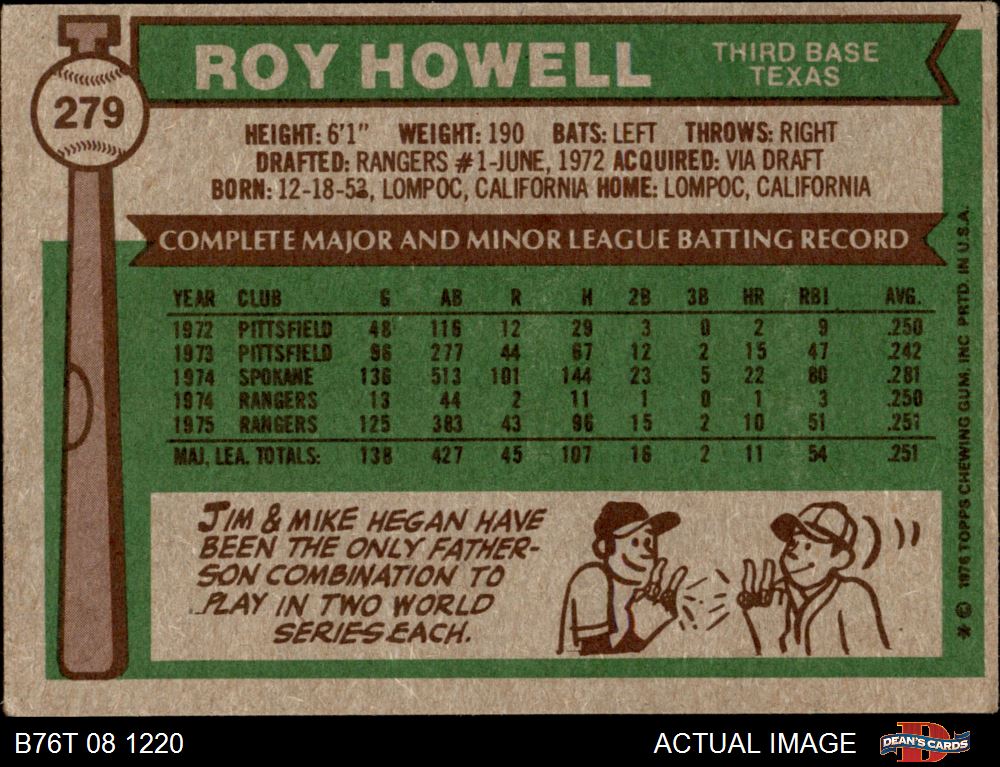 279
ROY HOWELL
THIRD BASE
TEXAS
HEIGHT: 6'1" WEIGHT: 190 BATS: LEFT THROWS: RIGHT
DRAFTED: RANGERS #1-JUNE, 1972 ACQUIRED: VIA DRAFT
BORN: 12-18-53, LOMPOC, CALIFORNIA HOME: LOMPOC, CALIFORNIA
COMPLETE MAJOR AND MINOR LEAGUE BATTING RECORD
YEAR CLUB G AB R H 2B 3B HR RBI AVG.
1972 PITTSFIELD 48 116 12 29 3 0 2 9 .250
1973 PITTSFIELD 96 277 44 67 12 2 15 47 .242
1974 SPOKANE 136 513 101 144 23 5 22 80 .281
1974 RANGERS 13 44 2 11 1 0 1 3 .250
1975 RANGERS 125 383 43 96 15 2 10 51 .251
MAJ. LEA. TOTALS: 138 427 45 107 16 2 11 54 .251
JIM & MIKE HEGAN HAVE
BEEN THE ONLY FATHER-
SON COMBINATION TO
PLAY IN TWO WORLD
SERIES EACH.
* © 1976 TOPPS CHEWING GUM, INC PRTD. IN U.S.A.
B76T 08 1220
ACTUAL IMAGE
D
DEAN'S CARDS